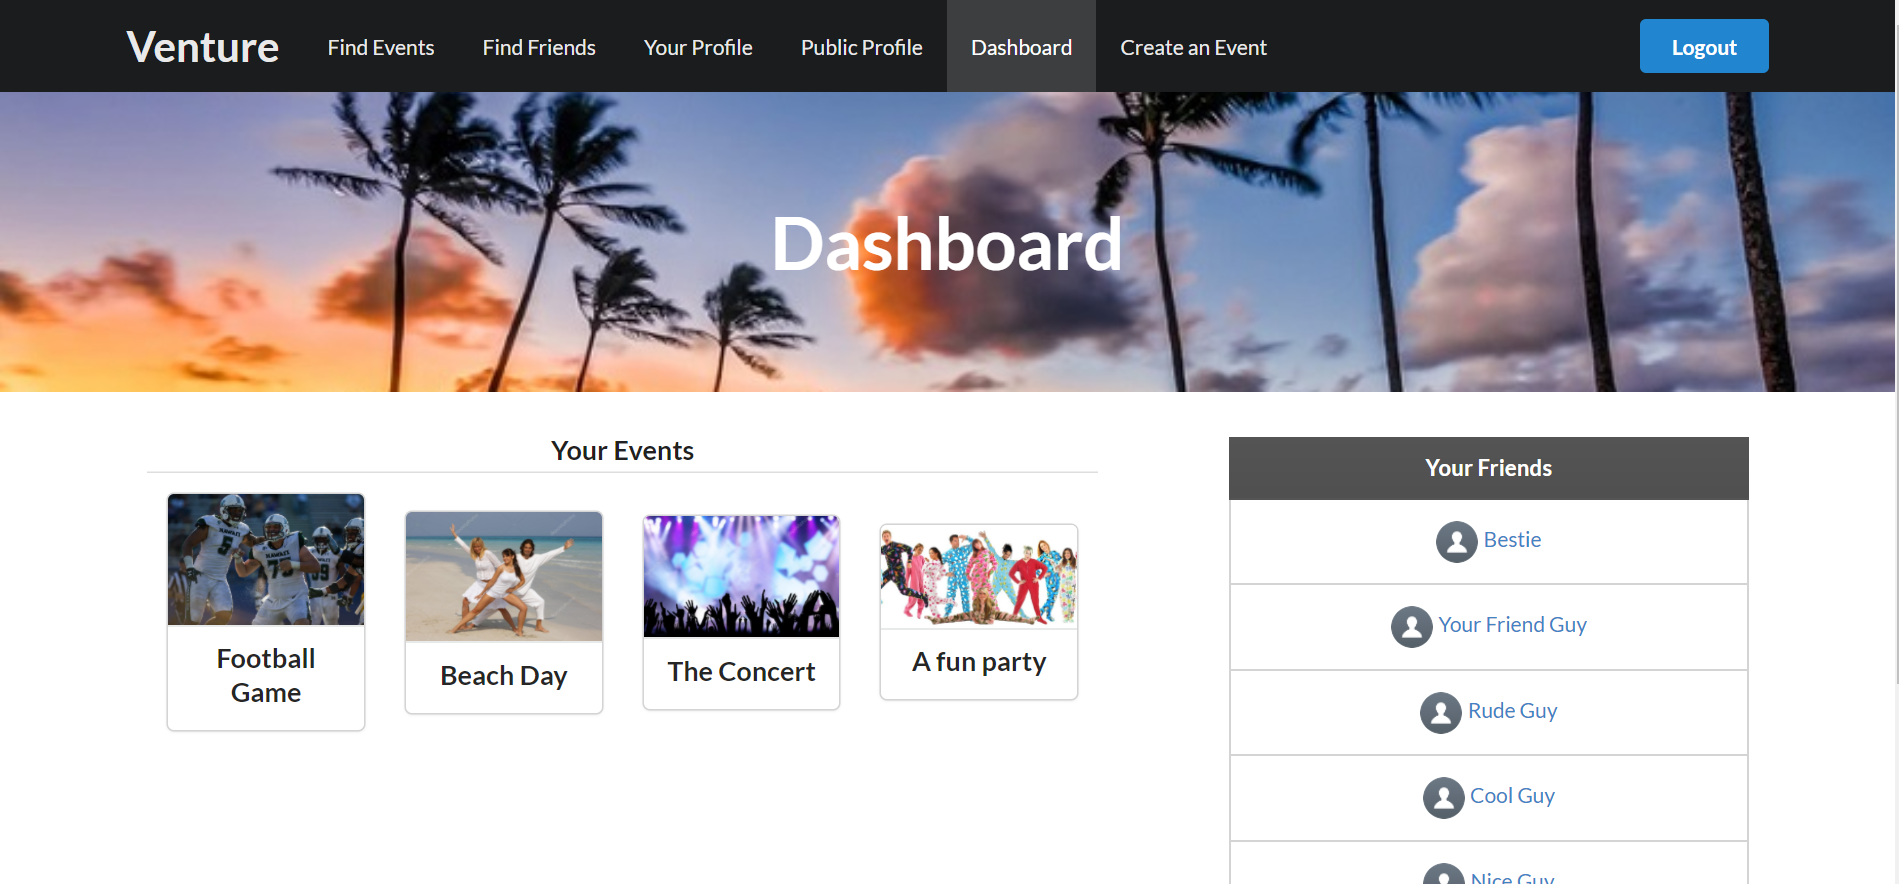 Venture Find Events Find Friends Your Profile Public Profile Dashboard Create an Event Logout
Dashboard
Your Events
Football
Game
Beach Day
The Concert
A fun party
Your Friends
Bestie
Your Friend Guy
Rude Guy
Cool Guy
Nice Guy